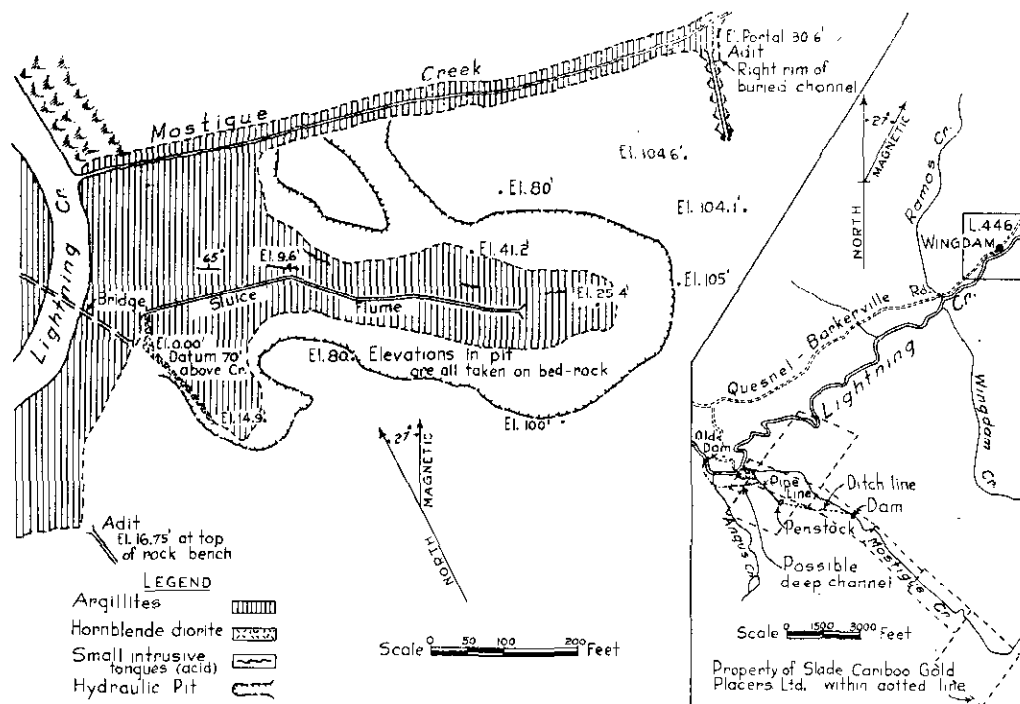 El. Portal 30.6'
Adit
Right rim of
buried channel
Mostique Creek
El. 104.6'
El. 80'
El. 104.1'
El. 41.2'
El. 105'
65°
El. 9.6'
El. 25.4'
Sluice Flume
Lightning Cr.
Bridge
El. 0.00'
Datum 70'
above Cr.
El. 80'
Elevations in pit
are all taken on bed-rock
El. 14.9'
El. 100'
27°
MAGNETIC
NORTH
Adit
El. 16.75' at top
of rock bench
LEGEND
Argillites
Hornblende diorite
Small intrusive
tongues (acid)
Hydraulic Pit
Scale 0 50 100 200 Feet
27°
MAGNETIC
NORTH
Ramos Cr.
L.446
WINGDAM
Quesnel - Barkerville Rd.
Lightning Cr.
Wingdam Cr.
Old
Dam
Pipe
Line
Ditch line
Dam
Penstock
Angus Cr.
Mostique Cr.
Possible
deep channel
Scale 0 1500 3000 Feet
Property of Slade Cariboo Gold
Placers Ltd. within dotted line